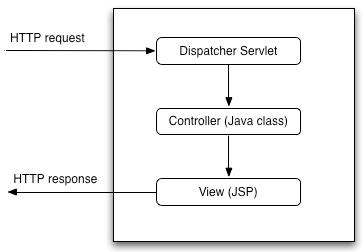 HTTP request
Dispatcher Servlet
Controller (Java class)
HTTP response
View (JSP)